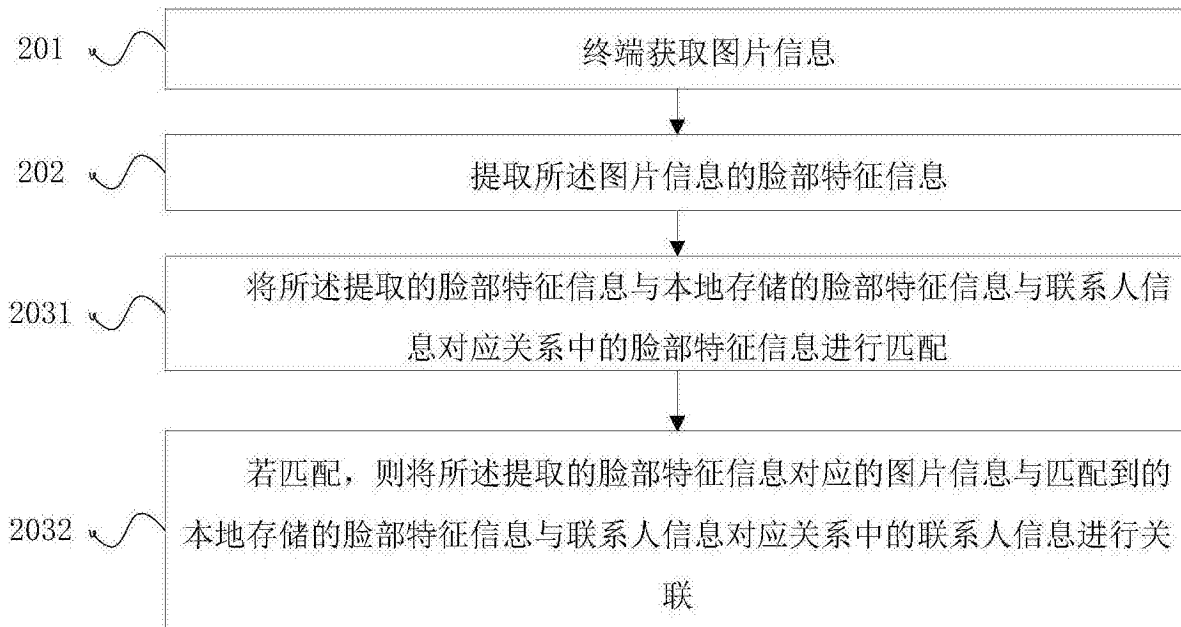 201
终端获取图片信息
202
提取所述图片信息的脸部特征信息
2031
将所述提取的脸部特征信息与本地存储的脸部特征信息与联系人信
息对应关系中的脸部特征信息进行匹配
2032
若匹配，则将所述提取的脸部特征信息对应的图片信息与匹配到的
本地存储的脸部特征信息与联系人信息对应关系中的联系人信息进行关
联